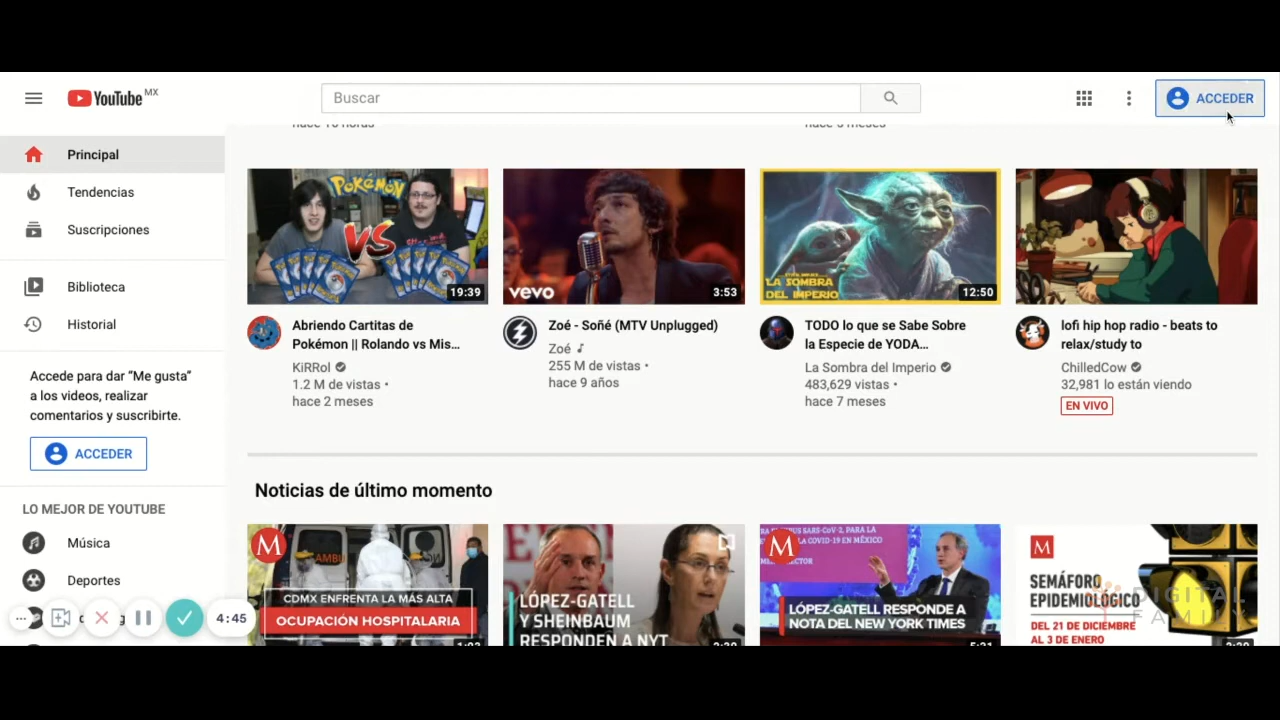 YouTube MX
Buscar
ACCEDER
Principal
Tendencias
Suscripciones
Biblioteca
Historial
Accede para dar “Me gusta”
a los videos, realizar
comentarios y suscribirte.
ACCEDER
LO MEJOR DE YOUTUBE
Música
Deportes
4:45
POKéMON
VS
19:39
Abriendo Cartitas de
Pokémon || Rolando vs Mis...
KiRRol
1.2 M de vistas •
hace 2 meses
vevo
3:53
Zoé - Soñé (MTV Unplugged)
Zoé
255 M de vistas •
hace 9 años
LA SOMBRA
DEL IMPERIO
12:50
TODO lo que se Sabe Sobre
la Especie de YODA...
La Sombra del Imperio
483,629 vistas •
hace 7 meses
lofi hip hop radio - beats to
relax/study to
ChilledCow
32,981 lo están viendo
EN VIVO
Noticias de último momento
M
CDMX ENFRENTA LA MÁS ALTA
OCUPACIÓN HOSPITALARIA
LÓPEZ-GATELL
Y SHEINBAUM
RESPONDEN A NYT
M
LÓPEZ-GATELL RESPONDE A
NOTA DEL NEW YORK TIMES
M
SEMÁFORO
EPIDEMIOLÓGICO
DEL 21 DE DICIEMBRE
AL 3 DE ENERO
DIGITAL
FAMILY